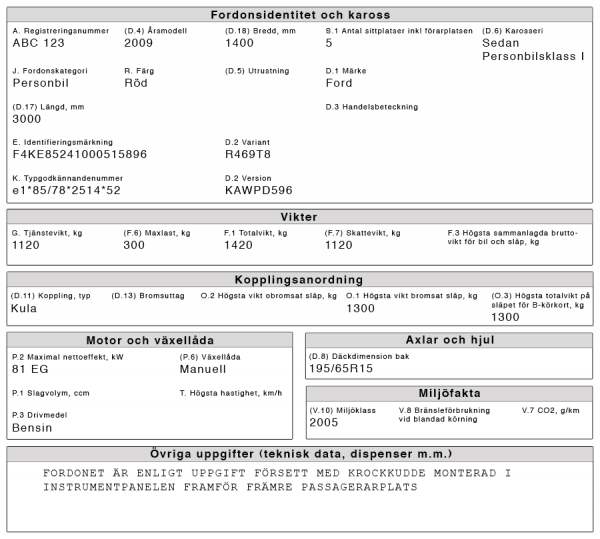 Fordonsidentitet och kaross
A. Registreringsnummer (D.4) Årsmodell (D.18) Bredd, mm S.1 Antal sittplatser inkl förarplatsen (D.6) Karosseri
ABC 123 2009 1400 5 Sedan
Personbilsklass I
J. Fordonskategori R. Färg (D.5) Utrustning D.1 Märke
Personbil Röd Ford
(D.17) Längd, mm D.3 Handelsbeteckning
3000
E. Identifieringsmärkning D.2 Variant
F4KE85241000515896 R469T8
K. Typgodkännandenummer D.2 Version
e1*85/78*2514*52 KAWPD596
Vikter
G. Tjänstevikt, kg (F.6) Maxlast, kg F.1 Totalvikt, kg (F.7) Skattevikt, kg F.3 Högsta sammanlagda brutto-
vikt för bil och släp, kg
1120 300 1420 1120
Kopplingsanordning
(D.11) Koppling, typ (D.13) Bromsuttag O.2 Högsta vikt obromsat släp, kg O.1 Högsta vikt bromsat släp, kg (O.3) Högsta totalvikt på
släpet för B-körkort, kg
Kula 1300 1300
Motor och växellåda
P.2 Maximal nettoeffekt, kW (P.6) Växellåda
81 EG Manuell
P.1 Slagvolym, ccm T. Högsta hastighet, km/h
P.3 Drivmedel
Bensin
Axlar och hjul
(D.8) Däckdimension bak
195/65R15
Miljöfakta
(V.10) Miljöklass V.8 Bränsleförbrukning V.7 CO2, g/km
vid blandad körning
2005
Övriga uppgifter (teknisk data, dispenser m.m.)
FORDONET ÄR ENLIGT UPPGIFT FÖRSETT MED KROCKKUDDE MONTERAD I
INSTRUMENTPANELEN FRAMFÖR FRÄMRE PASSAGERARPLATS